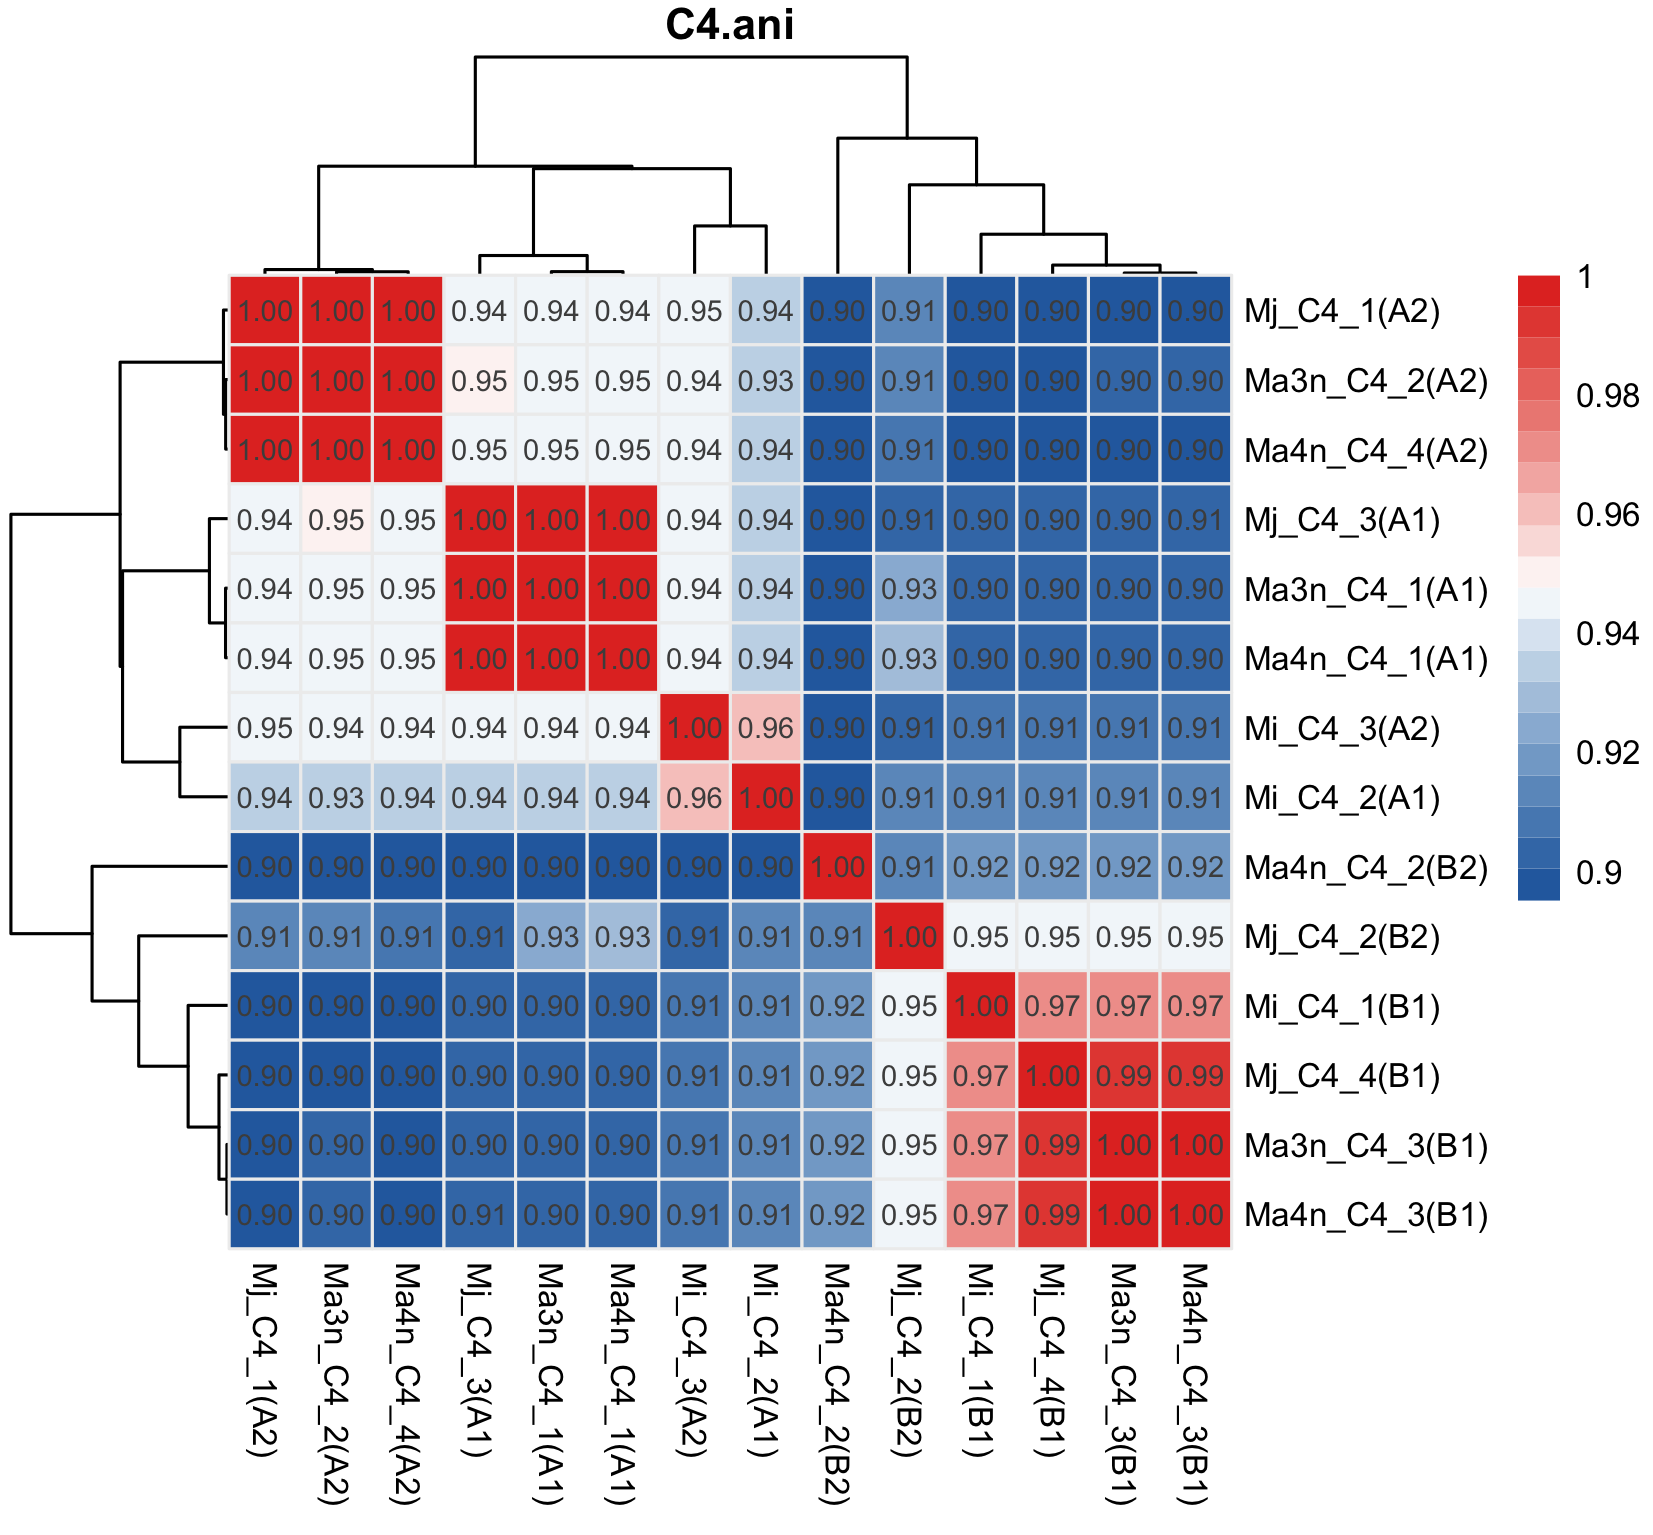 C4.ani
1.00 1.00 1.00 0.94 0.94 0.94 0.95 0.94 0.90 0.91 0.90 0.90 0.90 0.90 Mj_C4_1(A2)
1.00 1.00 1.00 0.95 0.95 0.95 0.94 0.93 0.90 0.91 0.90 0.90 0.90 0.90 Ma3n_C4_2(A2)
1.00 1.00 1.00 0.95 0.95 0.95 0.94 0.94 0.90 0.91 0.90 0.90 0.90 0.90 Ma4n_C4_4(A2)
0.94 0.95 0.95 1.00 1.00 1.00 0.94 0.94 0.90 0.91 0.90 0.90 0.90 0.91 Mj_C4_3(A1)
0.94 0.95 0.95 1.00 1.00 1.00 0.94 0.94 0.90 0.93 0.90 0.90 0.90 0.90 Ma3n_C4_1(A1)
0.94 0.95 0.95 1.00 1.00 1.00 0.94 0.94 0.90 0.93 0.90 0.90 0.90 0.90 Ma4n_C4_1(A1)
0.95 0.94 0.94 0.94 0.94 0.94 1.00 0.96 0.90 0.91 0.91 0.91 0.91 0.91 Mi_C4_3(A2)
0.94 0.93 0.94 0.94 0.94 0.94 0.96 1.00 0.90 0.91 0.91 0.91 0.91 0.91 Mi_C4_2(A1)
0.90 0.90 0.90 0.90 0.90 0.90 0.90 0.90 1.00 0.91 0.92 0.92 0.92 0.92 Ma4n_C4_2(B2)
0.91 0.91 0.91 0.91 0.93 0.93 0.91 0.91 0.91 1.00 0.95 0.95 0.95 0.95 Mj_C4_2(B2)
0.90 0.90 0.90 0.90 0.90 0.90 0.91 0.91 0.92 0.95 1.00 0.97 0.97 0.97 Mi_C4_1(B1)
0.90 0.90 0.90 0.90 0.90 0.90 0.91 0.91 0.92 0.95 0.97 1.00 0.99 0.99 Mj_C4_4(B1)
0.90 0.90 0.90 0.90 0.90 0.90 0.91 0.91 0.92 0.95 0.97 0.99 1.00 1.00 Ma3n_C4_3(B1)
0.90 0.90 0.90 0.91 0.90 0.90 0.91 0.91 0.92 0.95 0.97 0.99 1.00 1.00 Ma4n_C4_3(B1)
Mj_C4_1(A2)
Ma3n_C4_2(A2)
Ma4n_C4_4(A2)
Mj_C4_3(A1)
Ma3n_C4_1(A1)
Ma4n_C4_1(A1)
Mi_C4_3(A2)
Mi_C4_2(A1)
Ma4n_C4_2(B2)
Mj_C4_2(B2)
Mi_C4_1(B1)
Mj_C4_4(B1)
Ma3n_C4_3(B1)
Ma4n_C4_3(B1)
1
0.98
0.96
0.94
0.92
0.9